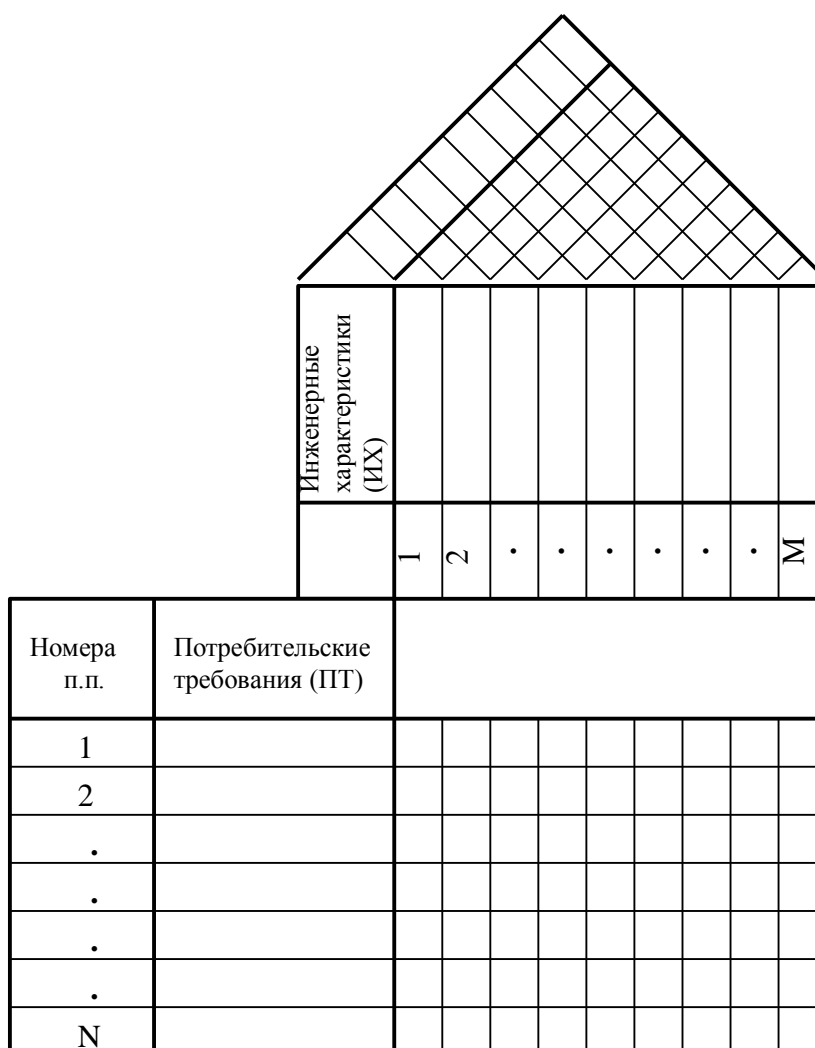 Инженерные
характеристики
(ИХ)
1 2 . . . . . . M
Номера
п.п.
Потребительские
требования (ПТ)
1
2
.
.
.
.
N